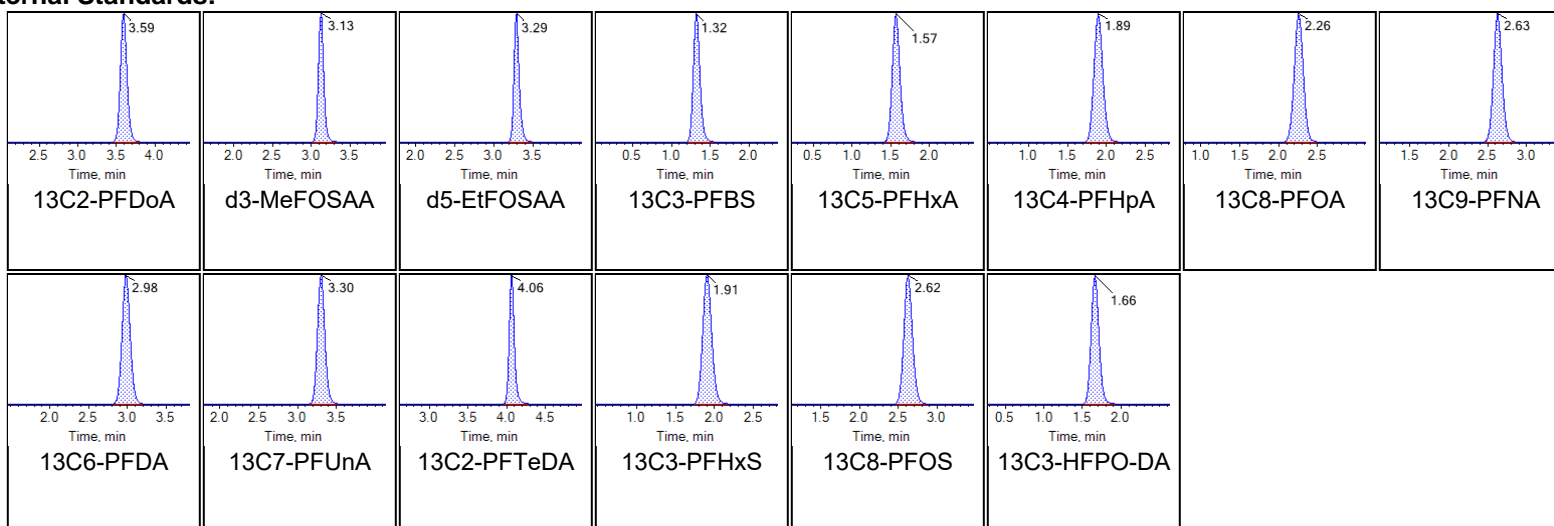 ternal Standards:
3.59 3.13 3.29 1.32 1.57 1.89 2.26 2.63
2.5 3.0 3.5 4.0 2.0 2.5 3.0 3.5 2.0 2.5 3.0 3.5 0.5 1.0 1.5 2.0 0.5 1.0 1.5 2.0 1.0 1.5 2.0 2.5 1.0 1.5 2.0 2.5 1.5 2.0 2.5 3.0
Time, min Time, min Time, min Time, min Time, min Time, min Time, min Time, min
13C2-PFDoA d3-MeFOSAA d5-EtFOSAA 13C3-PFBS 13C5-PFHxA 13C4-PFHpA 13C8-PFOA 13C9-PFNA
2.98 3.30 4.06 1.91 2.62 1.66
2.0 2.5 3.0 3.5 2.0 2.5 3.0 3.5 3.0 3.5 4.0 4.5 1.0 1.5 2.0 2.5 1.5 2.0 2.5 3.0 0.5 1.0 1.5 2.0
Time, min Time, min Time, min Time, min Time, min Time, min
13C6-PFDA 13C7-PFUnA 13C2-PFTeDA 13C3-PFHxS 13C8-PFOS 13C3-HFPO-DA